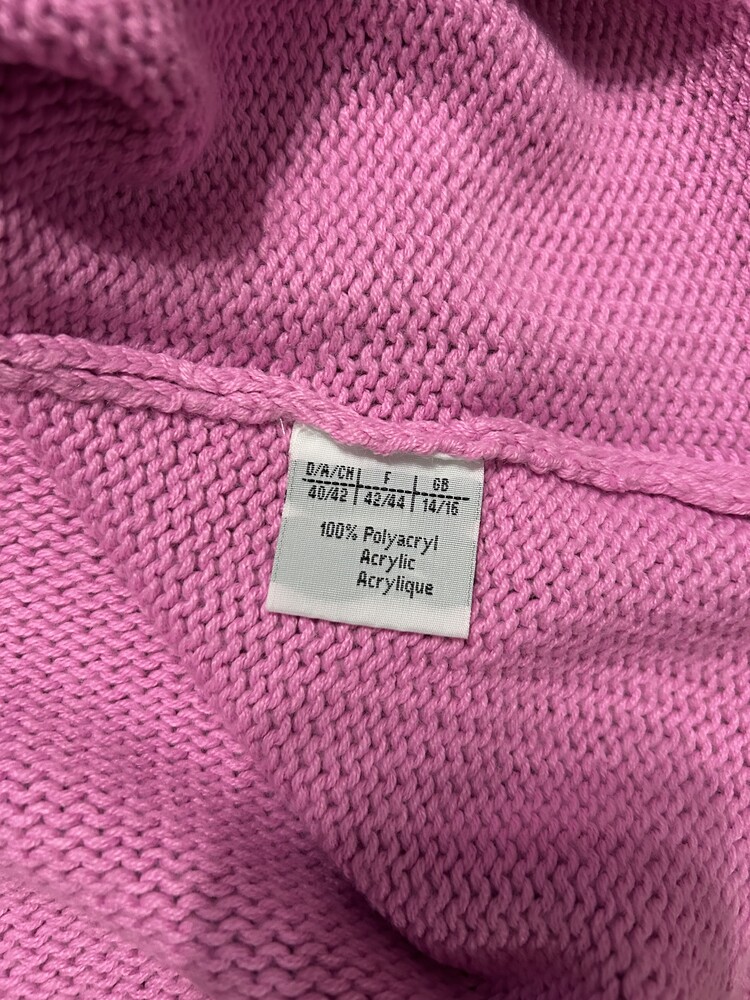 D/A/CH F GB
40/42 42/44 14/16
100% Polyacryl
Acrylic
Acrylique